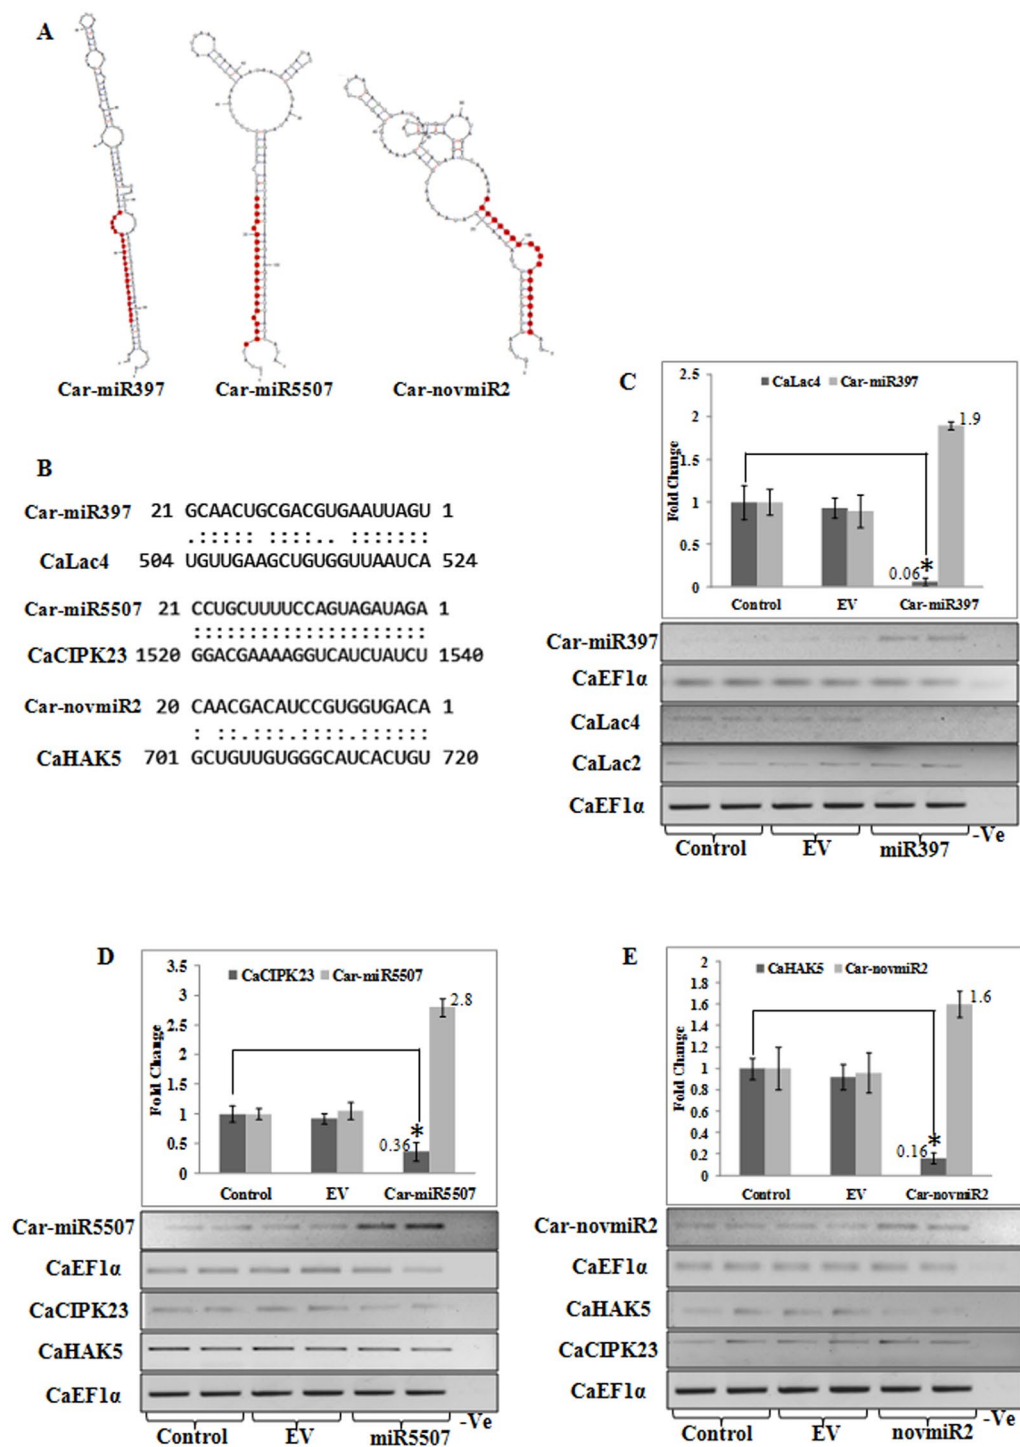 A
Car-miR397 Car-miR5507 Car-novmiR2
B
Car-miR397 21 GCAACUGCGACGUGAAUUAGU 1
.:::::: ::::.. :::::::
CaLac4 504 UGUUGAAGCUGUGGUUAAUCA 524
Car-miR5507 21 CCUGCUUUUCCAGUAGAUAGA 1
:::::::::::::::::::::
CaCIPK23 1520 GGACGAAAAGGUCAUCUAUCU 1540
Car-novmiR2 20 CAACGACAUCCGUGGUGACA 1
: ::.:::.::::.::::::
CaHAK5 701 GCUGUUGUGGGCAUCACUGU 720
C
CaLac4 Car-miR397
Fold Change
2.5
2
1.5
1
0.5
0
1.9
0.06 *
Control EV Car-miR397
Car-miR397
CaEF1α
CaLac4
CaLac2
CaEF1α
Control EV miR397 -Ve
D
CaCIPK23 Car-miR5507
Fold Change
3.5
3
2.5
2
1.5
1
0.5
0
2.8
0.36 *
Control EV Car-miR5507
Car-miR5507
CaEF1α
CaCIPK23
CaHAK5
CaEF1α
Control EV miR5507 -Ve
E
CaHAK5 Car-novmiR2
Fold Change
2
1.8
1.6
1.4
1.2
1
0.8
0.6
0.4
0.2
0
1.6
0.16 *
Control EV Car-novmiR2
Car-novmiR2
CaEF1α
CaHAK5
CaCIPK23
CaEF1α
Control EV novmiR2 -Ve